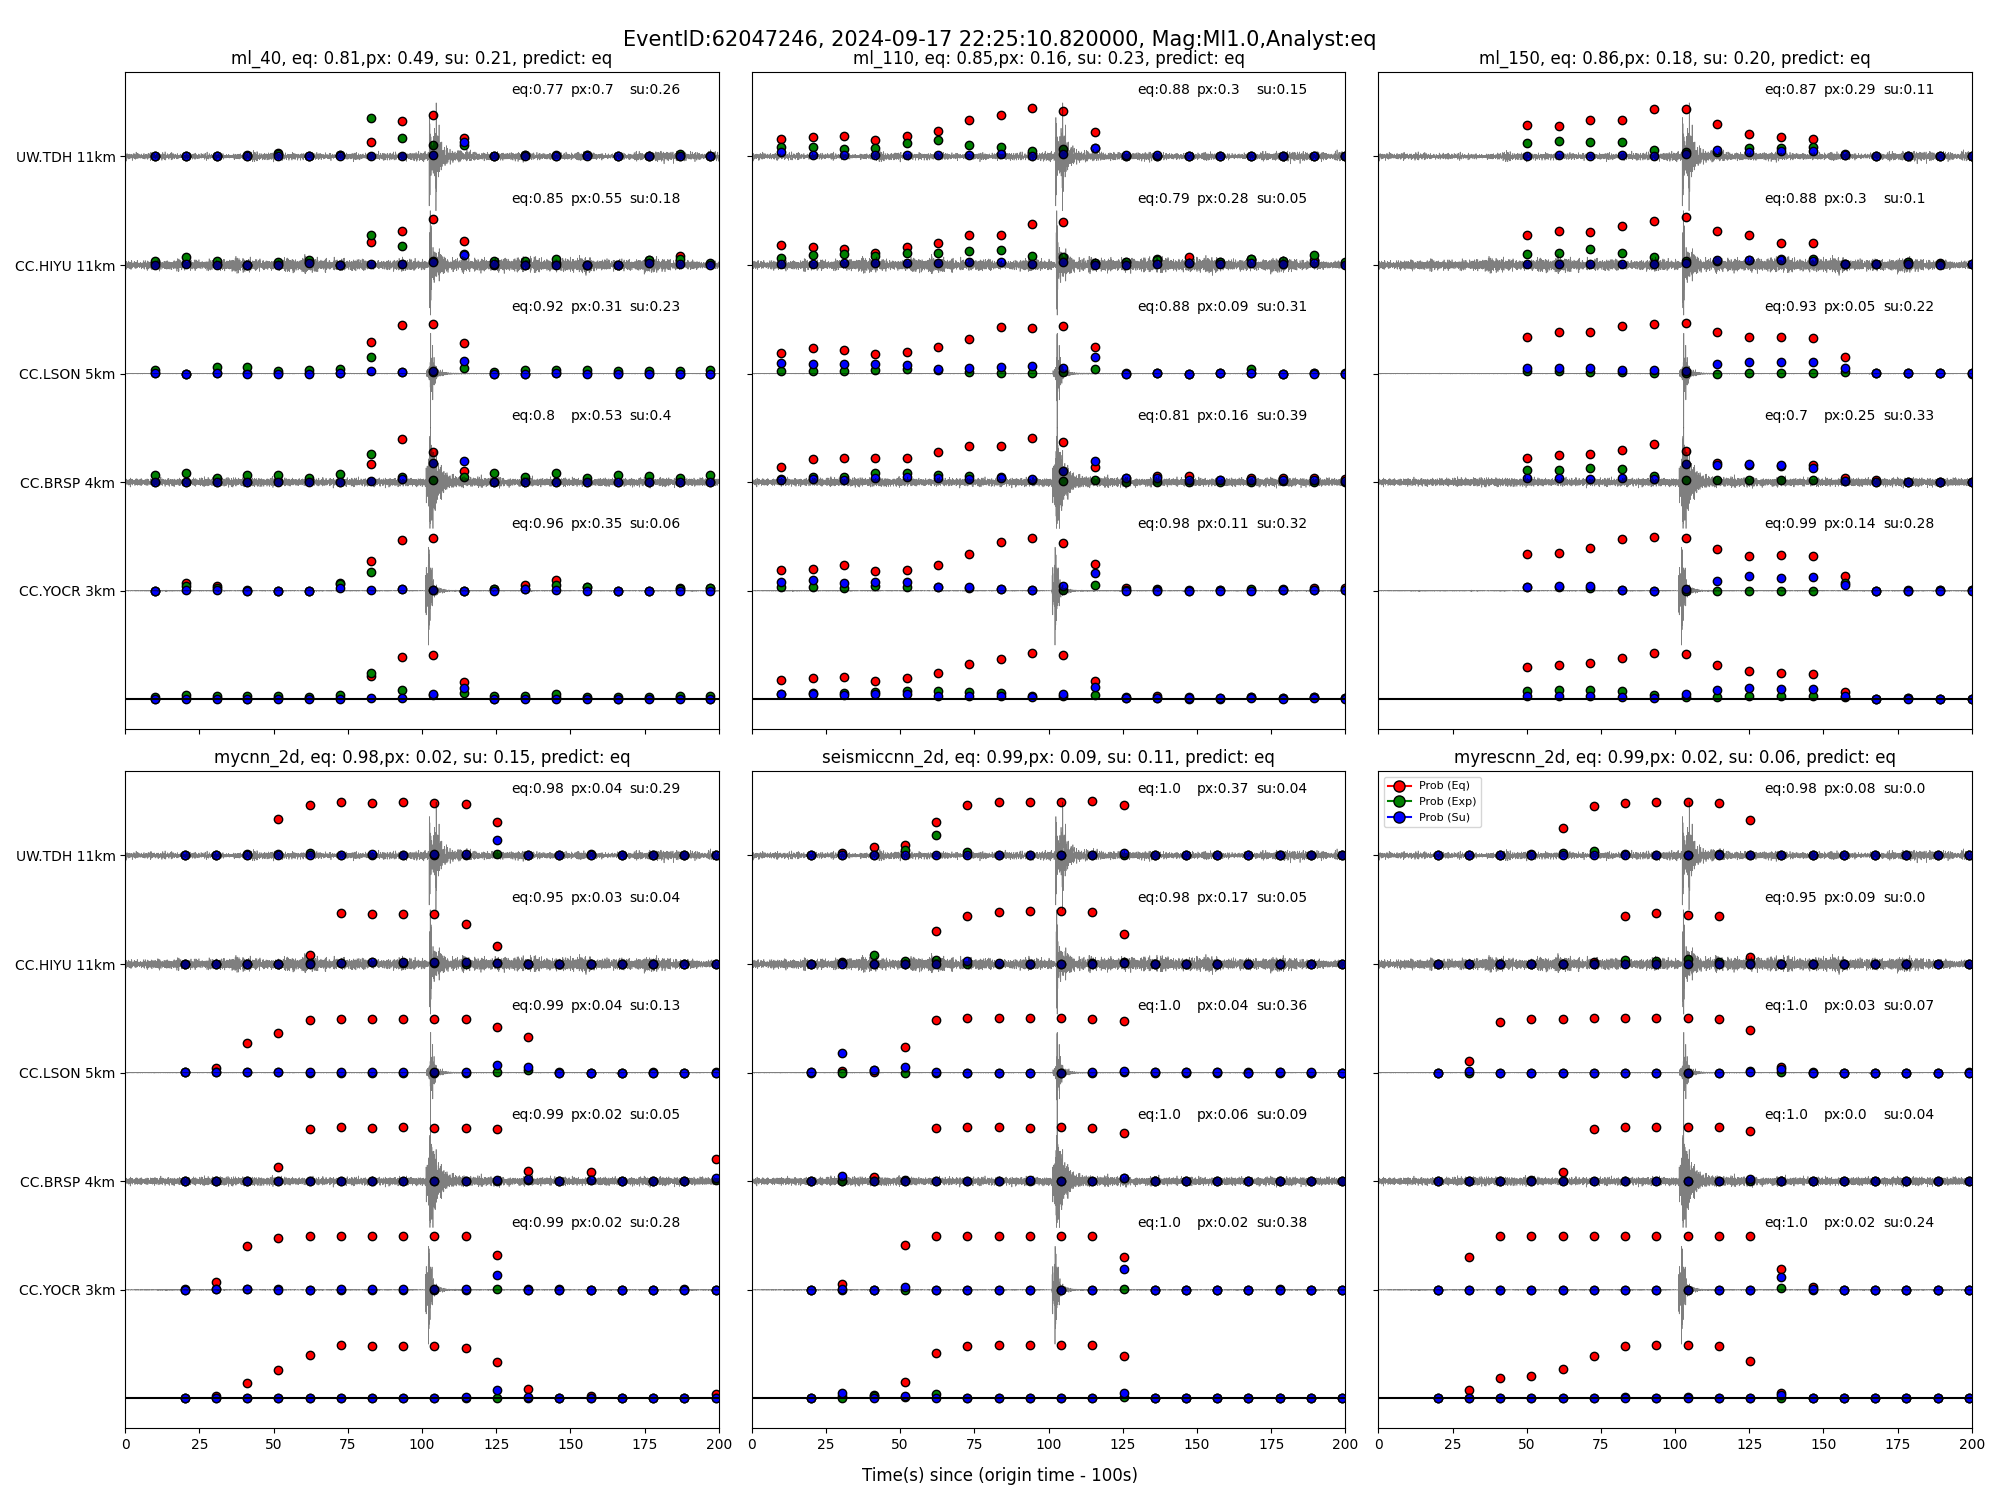 EventID:62047246, 2024-09-17 22:25:10.820000, Mag:Ml1.0,Analyst:eq
ml_40, eq: 0.81,px: 0.49, su: 0.21, predict: eq
UW.TDH 11km
eq:0.77 px:0.7 su:0.26
CC.HIYU 11km
eq:0.85 px:0.55 su:0.18
CC.LSON 5km
eq:0.92 px:0.31 su:0.23
CC.BRSP 4km
eq:0.8 px:0.53 su:0.4
CC.YOCR 3km
eq:0.96 px:0.35 su:0.06
ml_110, eq: 0.85,px: 0.16, su: 0.23, predict: eq
eq:0.88 px:0.3 su:0.15
eq:0.79 px:0.28 su:0.05
eq:0.88 px:0.09 su:0.31
eq:0.81 px:0.16 su:0.39
eq:0.98 px:0.11 su:0.32
ml_150, eq: 0.86,px: 0.18, su: 0.20, predict: eq
eq:0.87 px:0.29 su:0.11
eq:0.88 px:0.3 su:0.1
eq:0.93 px:0.05 su:0.22
eq:0.7 px:0.25 su:0.33
eq:0.99 px:0.14 su:0.28
mycnn_2d, eq: 0.98,px: 0.02, su: 0.15, predict: eq
UW.TDH 11km
eq:0.98 px:0.04 su:0.29
CC.HIYU 11km
eq:0.95 px:0.03 su:0.04
CC.LSON 5km
eq:0.99 px:0.04 su:0.13
CC.BRSP 4km
eq:0.99 px:0.02 su:0.05
CC.YOCR 3km
eq:0.99 px:0.02 su:0.28
0 25 50 75 100 125 150 175 200
seismiccnn_2d, eq: 0.99,px: 0.09, su: 0.11, predict: eq
eq:1.0 px:0.37 su:0.04
eq:0.98 px:0.17 su:0.05
eq:1.0 px:0.04 su:0.36
eq:1.0 px:0.06 su:0.09
eq:1.0 px:0.02 su:0.38
0 25 50 75 100 125 150 175 200
myrescnn_2d, eq: 0.99,px: 0.02, su: 0.06, predict: eq
Prob (Eq)
Prob (Exp)
Prob (Su)
eq:0.98 px:0.08 su:0.0
eq:0.95 px:0.09 su:0.0
eq:1.0 px:0.03 su:0.07
eq:1.0 px:0.0 su:0.04
eq:1.0 px:0.02 su:0.24
0 25 50 75 100 125 150 175 200
Time(s) since (origin time - 100s)